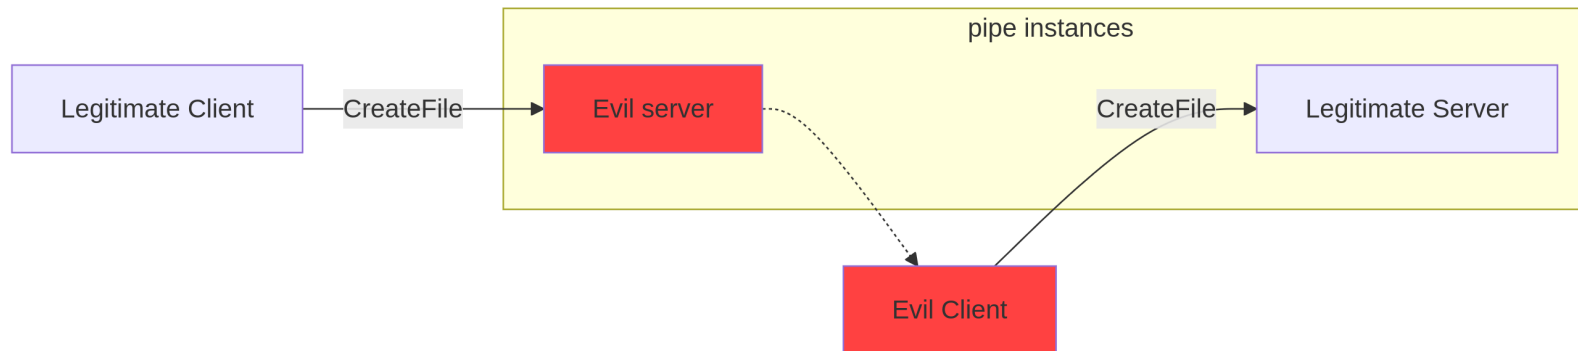 pipe instances
Legitimate Client
CreateFile
Evil server
CreateFile
Legitimate Server
Evil Client